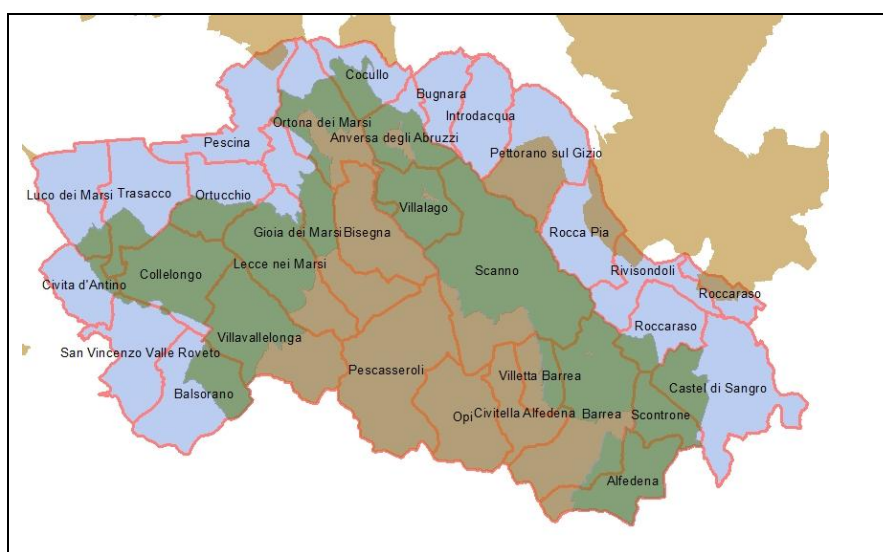 Cocullo
Bugnara
Introdacqua
Ortona dei Marsi
Anversa degli Abruzzi
Pescina
Pettorano sul Gizio
Luco dei Marsi
Trasacco
Ortucchio
Villalago
Gioia dei Marsi
Bisegna
Rocca Pia
Lecce nei Marsi
Scanno
Rivisondoli
Collelongo
Civita d'Antino
Roccaraso
Villavallelonga
Roccaraso
San Vincenzo Valle Roveto
Pescasseroli
Villetta Barrea
Balsorano
Castel di Sangro
Opi
Civitella Alfedena
Barrea
Scontrone
Alfedena